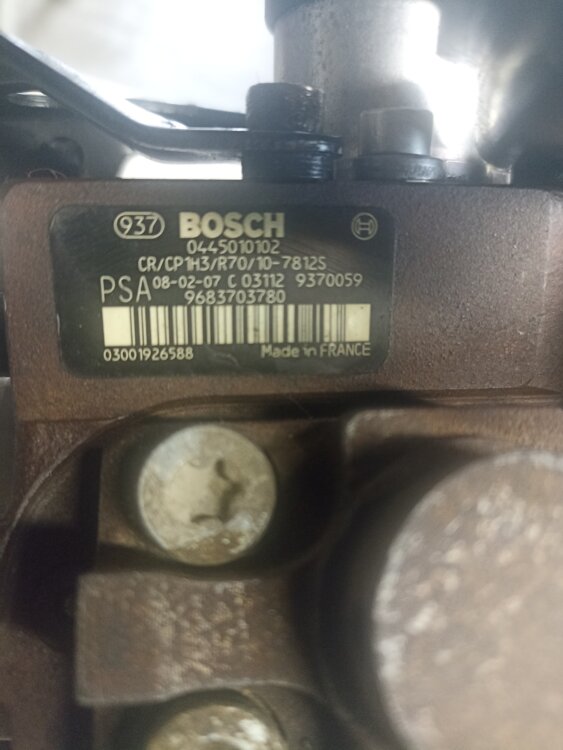 937 BOSCH
0445010102
CR/CP1H3/R70/10-7812S
PSA 08-02-07 C 03112 9370059
9683703780
03001926588 Made in FRANCE